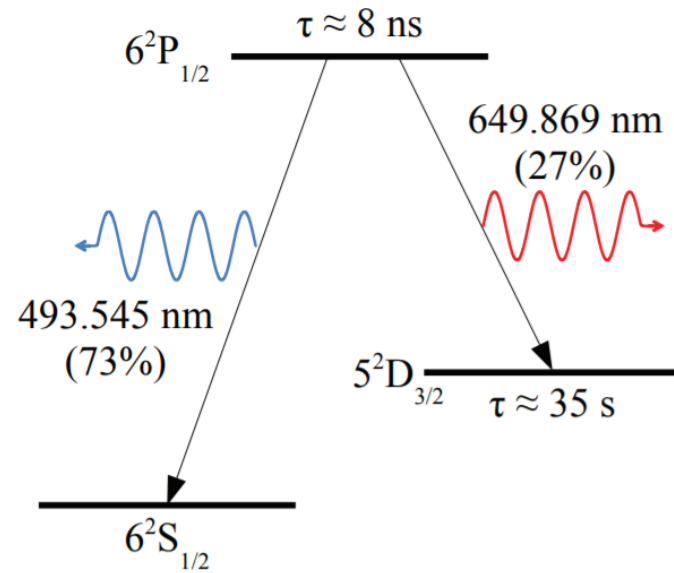 6²P₁/₂
τ ≈ 8 ns
649.869 nm
(27%)
493.545 nm
(73%)
5²D₃/₂
τ ≈ 35 s
6²S₁/₂